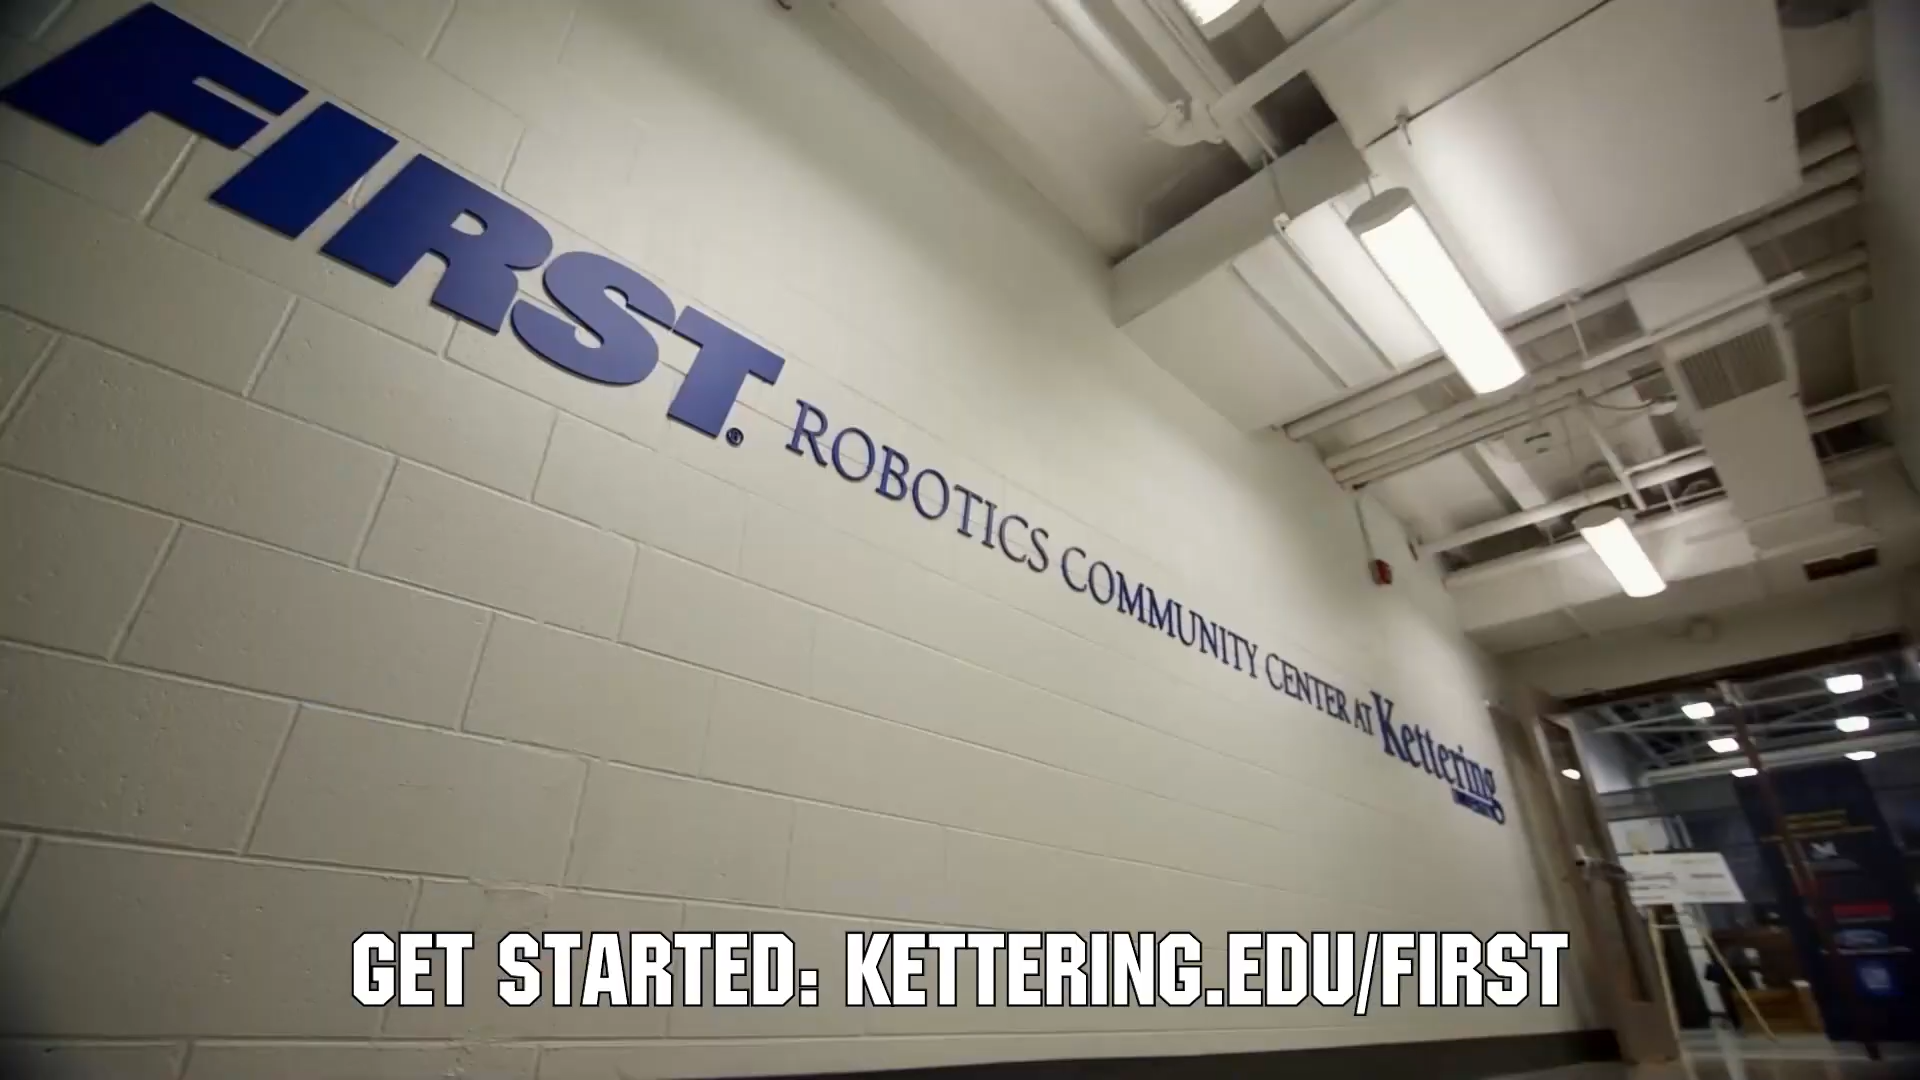 FIRST® ROBOTICS COMMUNITY CENTER AT Kettering
GET STARTED: KETTERING.EDU/FIRST